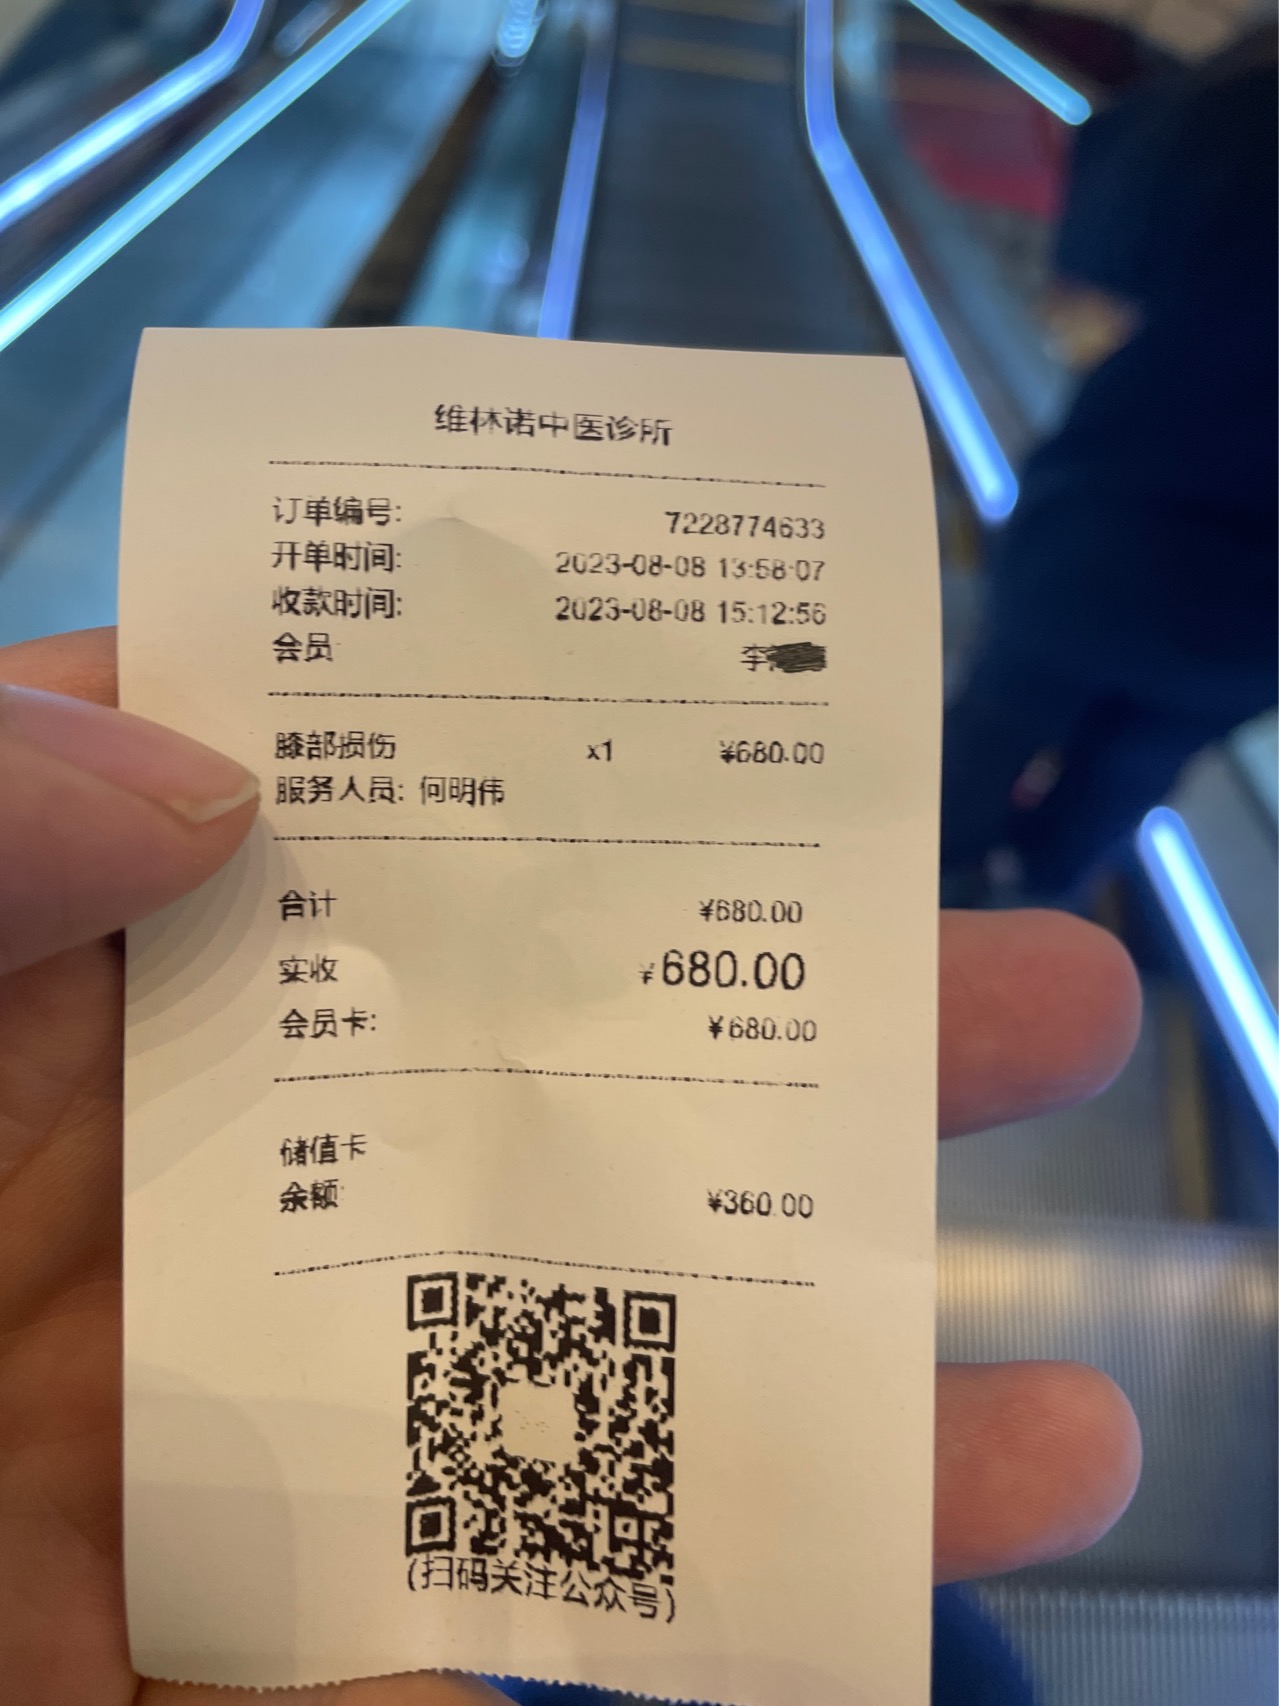 维林诺中医诊所
订单编号: 7228774633
开单时间: 2023-08-08 13:58:07
收款时间: 2023-08-08 15:12:56
会员 李
膝部损伤 x1 ¥680.00
服务人员: 何明伟
合计 ¥680.00
实收 ¥680.00
会员卡: ¥680.00
储值卡
余额 ¥360.00
(扫码关注公众号)